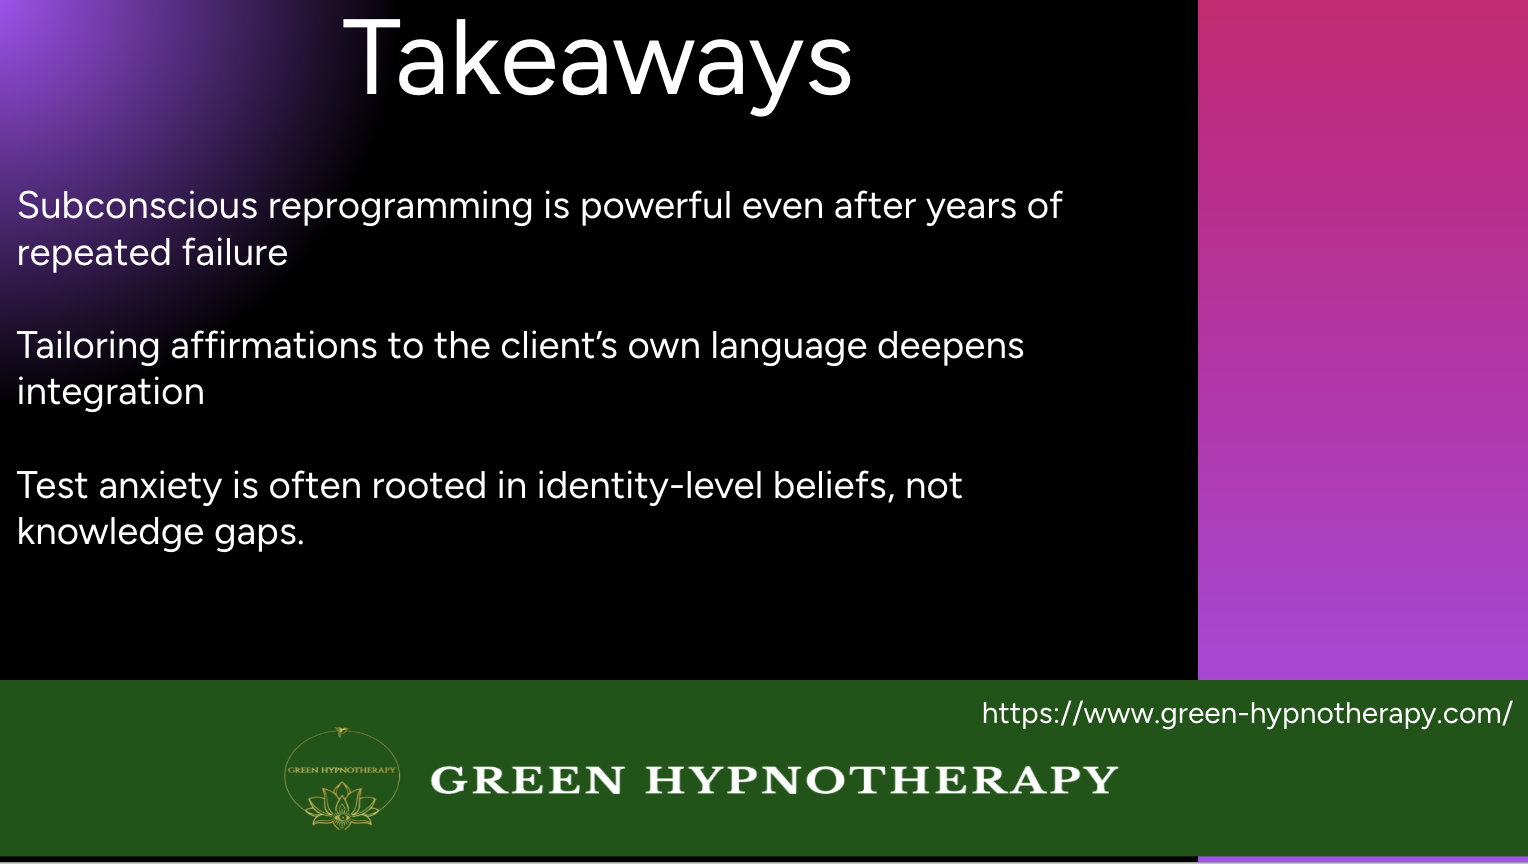 Takeaways
Subconscious reprogramming is powerful even after years of
repeated failure
Tailoring affirmations to the client’s own language deepens
integration
Test anxiety is often rooted in identity-level beliefs, not
knowledge gaps.
https://www.green-hypnotherapy.com/
GREEN HYPNOTHERAPY
GREEN HYPNOTHERAPY